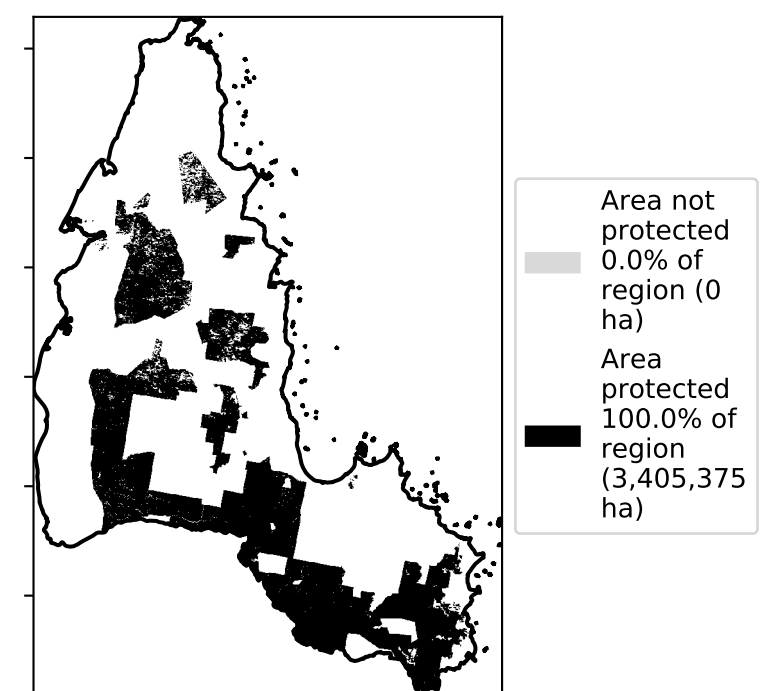 Area not
protected
0.0% of
region (0
ha)
Area
protected
100.0% of
region
(3,405,375
ha)